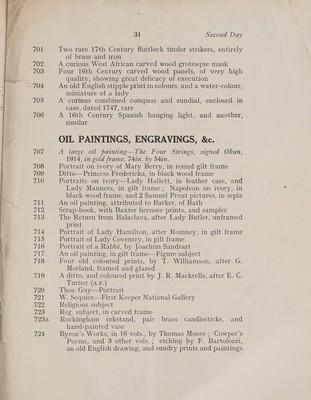 31 Second Day
701 Two rare 17th Century flintlock tinder strikers, entirely
of brass and iron
702 A curious West African carved wood grotesque mask
703 Four 16th Century carved wood panels, of very high
quality, showing great delicacy of execution
704 An old English stipple print in colours, and a water-colour,
miniature of a lady
705 A curious combined compass and sundial, enclosed in
case, dated 1747, rare
706 A 16th Century Spanish hanging light, and another,
similar
OIL PAINTINGS, ENGRAVINGS, &c.
707 A large oil painting—The Four Strings, signed Okun,
1914, in gold frame, 74in. by 54in.
708 Portrait on ivory of Mary Berry, in round gilt frame
709 Ditto—Princess Fredericka, in black wood frame
710 Portraits on ivory—Lady Hallett, in leather case, and
Lady Manners, in gilt frame ; Napoleon on ivory, in
black wood frame, and 2 Samuel Prout pictures, in sepia
711 An oil painting, attributed to Barker, of Bath
712 Scrap-book, with Baxter licensee prints, and sampler
713 The Return from Balaclava, after Lady Butler, unframed
print
714 Portrait of Lady Hamilton, after Romney, in gilt frame
715 Portrait of Lady Coventry, in gilt frame
716 Portrait of a Rabbi, by Joachim Sandrart
717 An oil painting, in gilt frame—Figure subject
718 Four old coloured prints, by T. Williamson, after G.
Morland, framed and glazed
719 A ditto, and coloured print by J. R. Mackrells, after E. C.
Turner (A.F.)
720 Thos. Guy—Portrait
721 W. Sequier—First Keeper National Gallery
722 Religious subject
723 Reg. subject, in carved frame
723A Rockingham inkstand, pair brass candlesticks, and
hand-painted vase
724 Byron's Works, in 16 vols., by Thomas Moore ; Cowper's
Poems, and 3 other vols. ; etching by F. Bartolozzi,
an old English drawing, and sundry prints and paintings